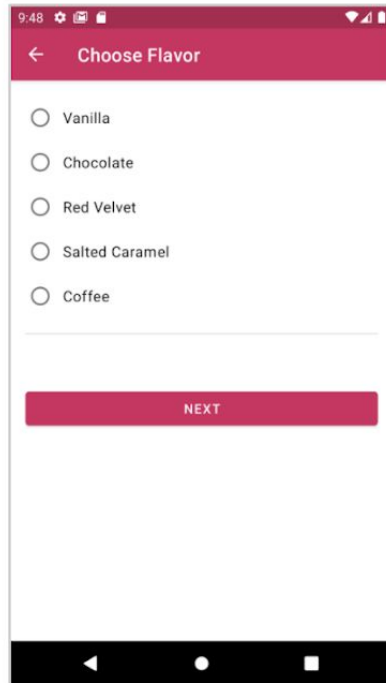 9:48
Choose Flavor
Vanilla
Chocolate
Red Velvet
Salted Caramel
Coffee
NEXT